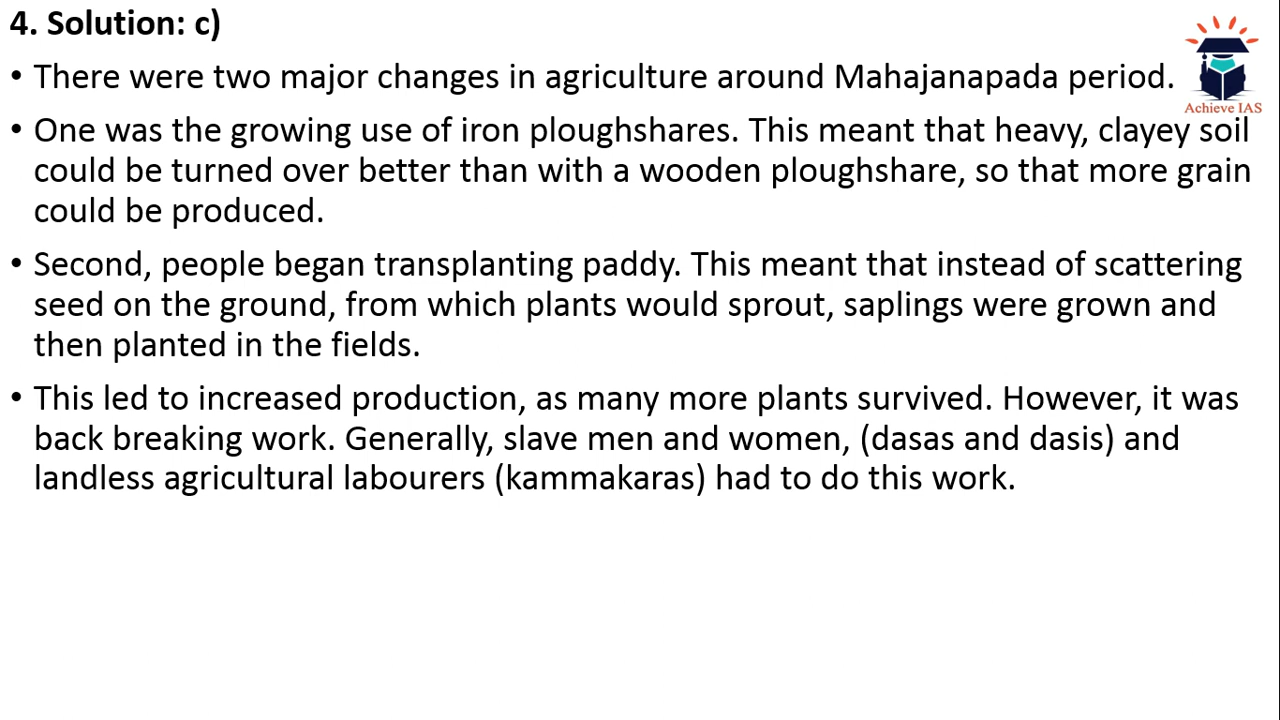 4. Solution: c)
• There were two major changes in agriculture around Mahajanapada period.
Achieve IAS
• One was the growing use of iron ploughshares. This meant that heavy, clayey soil
could be turned over better than with a wooden ploughshare, so that more grain
could be produced.
• Second, people began transplanting paddy. This meant that instead of scattering
seed on the ground, from which plants would sprout, saplings were grown and
then planted in the fields.
• This led to increased production, as many more plants survived. However, it was
back breaking work. Generally, slave men and women, (dasas and dasis) and
landless agricultural labourers (kammakaras) had to do this work.